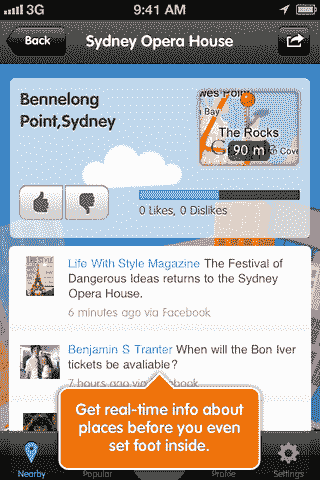 3G 9:41 AM
Back Sydney Opera House
Bennelong
Point,Sydney
wes Point
Bay
The Rocks
90 m
Cove
0 Likes, 0 Dislikes
Life With Style Magazine The Festival of
Dangerous Ideas returns to the Sydney
Opera House.
6 minutes ago via Facebook
Benjamin S Tranter When will the Bon Iver
tickets be avaliable?
7 hours ago via Facebook
Get real-time info about
places before you even
set foot inside.
Nearby Popular Profile Settings